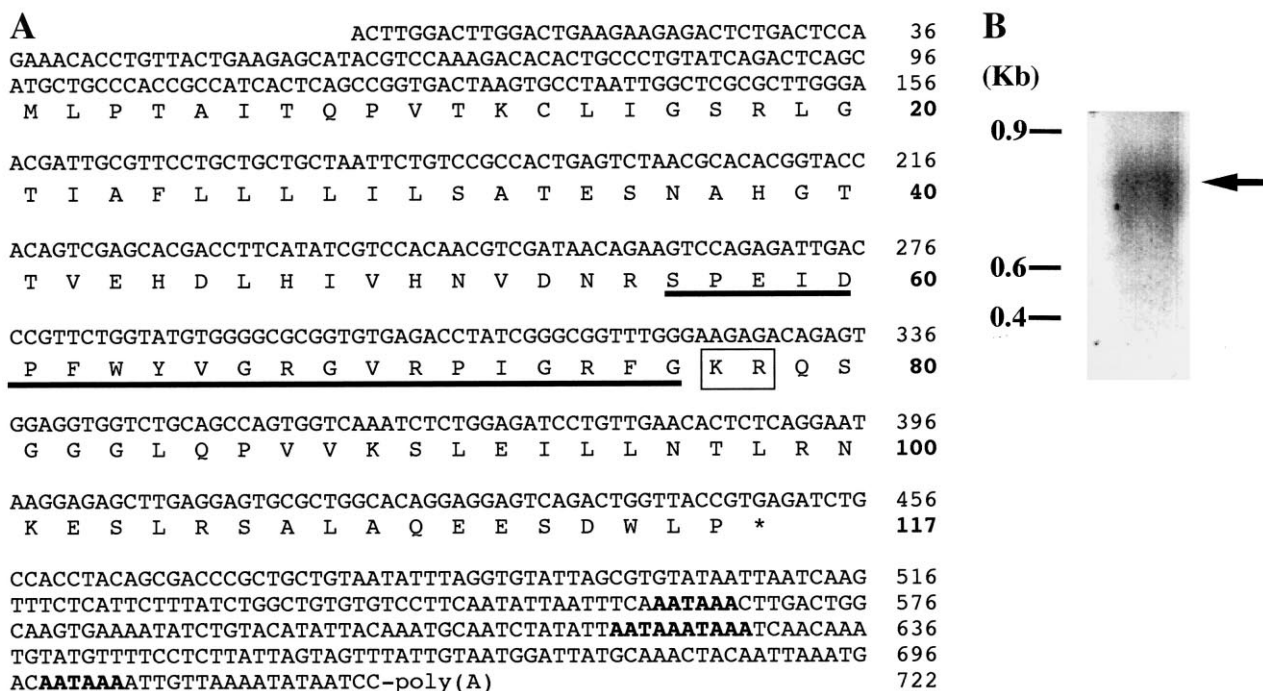 A
ACTTGGACTTGGACTGAAGAAGAGACTCTGACTCCA 36
GAAACACCTGTTACTGAAGAGCATACGTCCAAAGACACACTGCCCTGTATCAGACTCAGC 96
ATGCTGCCCACCGCCATCACTCAGCCGGTGACTAAGTGCCTAATTGGCTCGCGCTTGGGA 156
M L P T A I T Q P V T K C L I G S R L G 20
ACGATTGCGTTCCTGCTGCTGCTAATTCTGTCCGCCACTGAGTCTAACGCACACGGTACC 216
T I A F L L L L I L S A T E S N A H G T 40
ACAGTCGAGCACGACCTTCATATCGTCCACAACGTCGATAACAGAAGTCCAGAGATTGAC 276
T V E H D L H I V H N V D N R S P E I D 60
CCGTTCTGGTATGTGGGGCGCGGTGTGAGACCTATCGGGCGGTTTGGGAAGAGACAGAGT 336
P F W Y V G R G V R P I G R F G K R Q S 80
GGAGGTGGTCTGCAGCCAGTGGTCAAATCTCTGGAGATCCTGTTGAACACTCTCAGGAAT 396
G G G L Q P V V K S L E I L L N T L R N 100
AAGGAGAGCTTGAGGAGTGCGCTGGCACAGGAGGAGTCAGACTGGTTACCGTGAGATCTG 456
K E S L R S A L A Q E E S D W L P * 117
CCACCTACAGCGACCCGCTGCTGTAATATTTAGGTGTATTAGCGTGTATAATTAATCAAG 516
TTTCTCATTCTTTATCTGGCTGTGTGTCCTTCAATATTAATTTCAAATAAACTTGACTGG 576
CAAGTGAAAATATCTGTACATATTACAAATGCAATCTATATTAATAAATAAATCAACAAA 636
TGTATGTTTTCCTCTTATTAGTAGTTTATTGTAATGGATTATGCAAACTACAATTAAATG 696
ACAATAAAATTGTTAAAATATAATCC-poly(A) 722
B
(Kb)
0.9
0.6
0.4